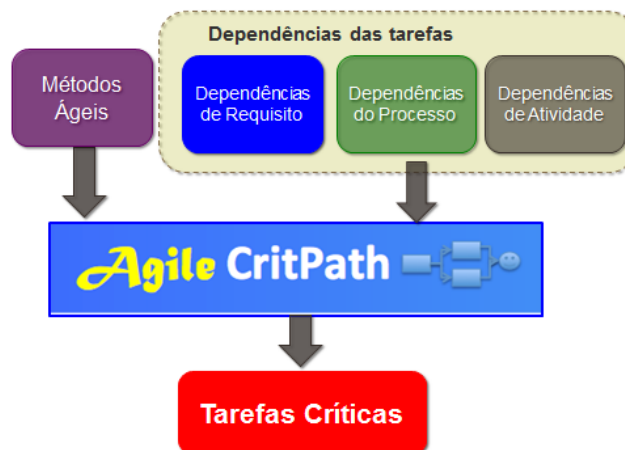 Dependências das tarefas
Métodos
Ágeis
Dependências
de Requisito
Dependências
do Processo
Dependências
de Atividade
Agile CritPath
Tarefas Críticas